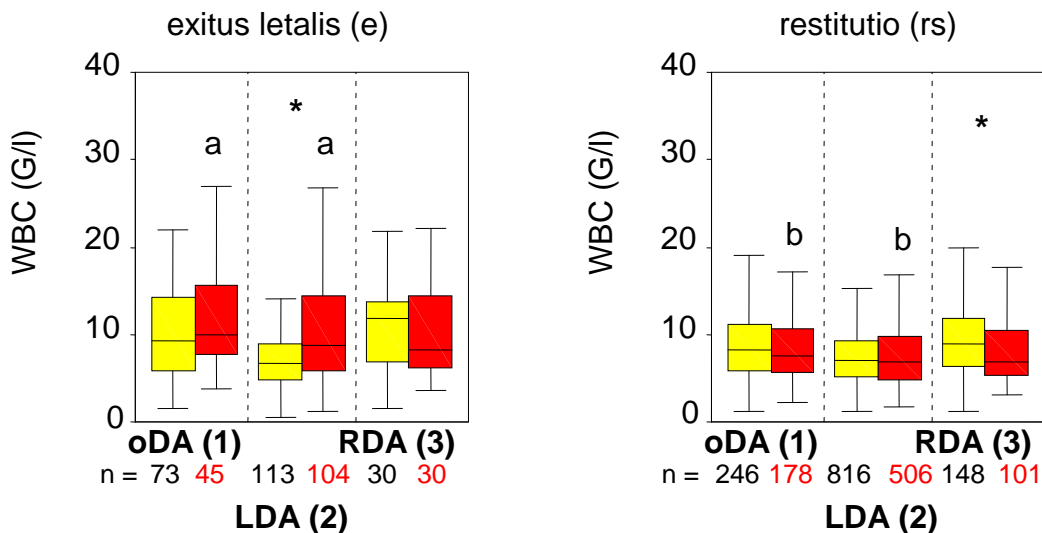 exitus letalis (e)
WBC (G/l)
40
30
20
10
0
*
a
a
oDA (1)
RDA (3)
n = 73 45 113 104 30 30
LDA (2)
restitutio (rs)
WBC (G/l)
40
30
20
10
0
*
b
b
oDA (1)
RDA (3)
n = 246 178 816 506 148 101
LDA (2)